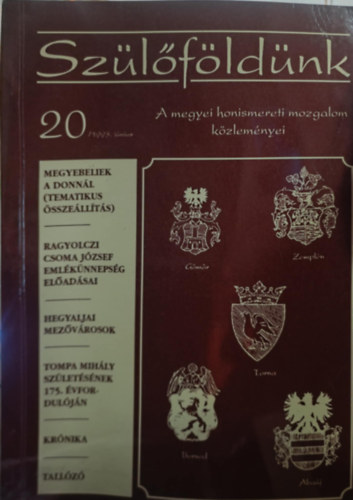 Szülőföldünk
20
A megyei honismereti mozgalom
közleményei
MEGYEBELIEK
A DONNÁL
(TEMATIKUS
ÖSSZEÁLLÍTÁS)
RAGYOLCZI
CSOMA JÓZSEF
EMLÉKÜNNEPSÉG
ELŐADÁSAI
HEGYALJAI
MEZŐVÁROSOK
TOMPA MIHÁLY
SZÜLETÉSÉNEK
175. ÉVFOR-
DULÓJÁN
KRÓNIKA
TALLÓZÓ
Gömör
Zemplén
Torna
Borsod
Abaúj